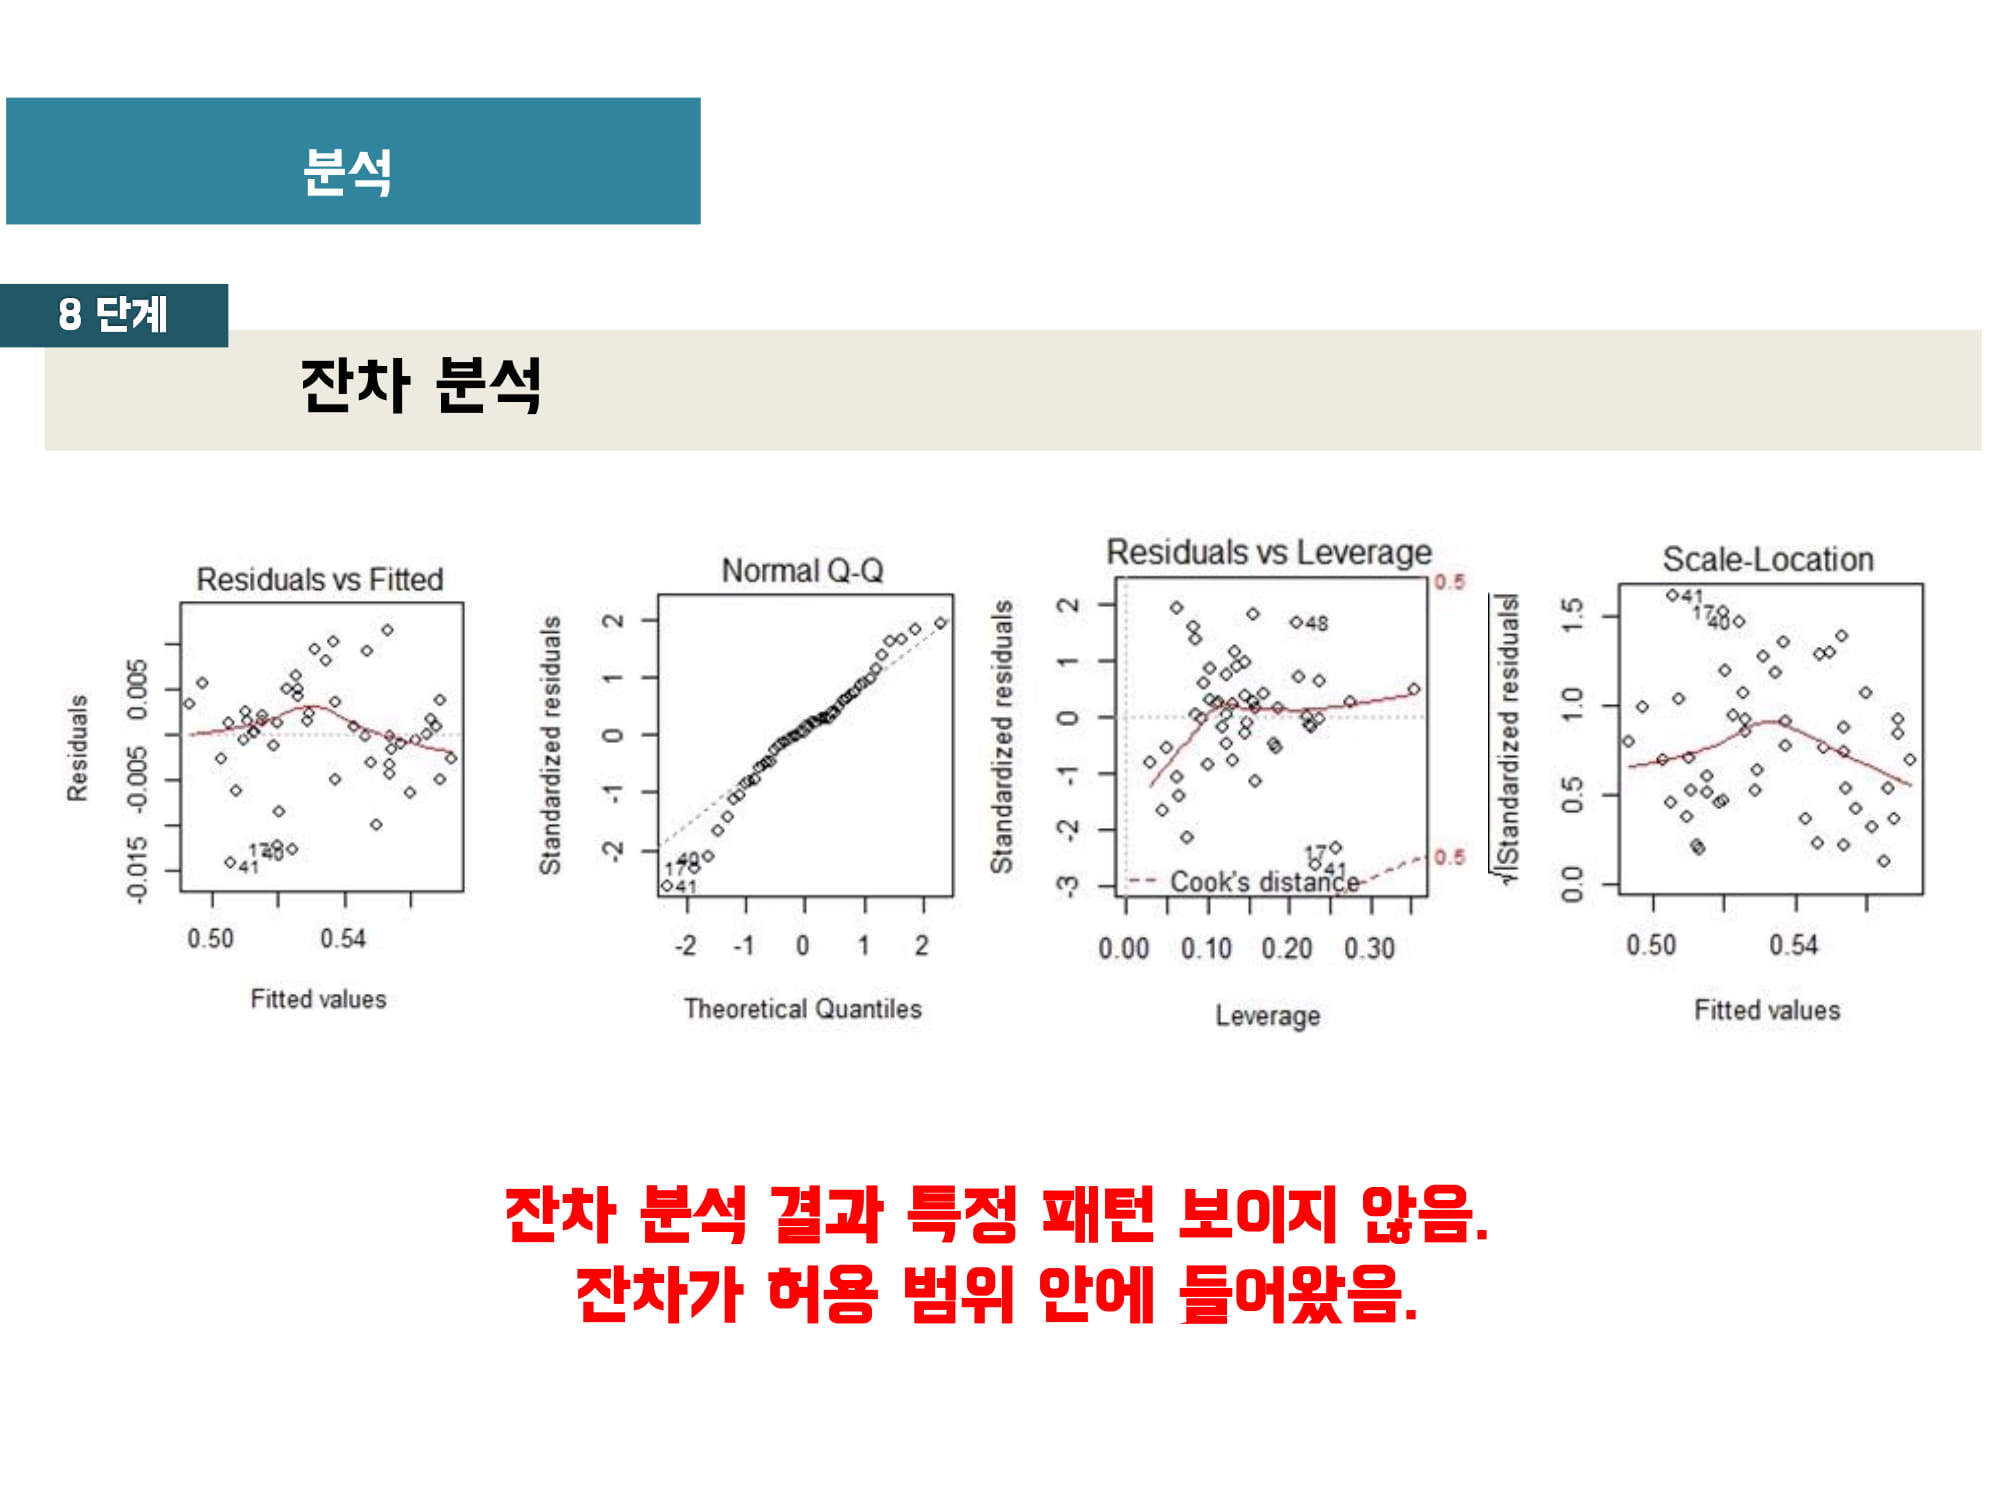 분석
8 단계
잔차 분석
Residuals vs Fitted
Residuals
0.005
-0.005
-0.015
17
40
41
0.50 0.54
Fitted values
Normal Q-Q
Standardized residuals
2
1
0
-1
-2
40
17
41
-2 -1 0 1 2
Theoretical Quantiles
Residuals vs Leverage
Standardized residuals
2
1
0
-1
-2
-3
0.5
48
17
41
0.5
Cook's distance
0.00 0.10 0.20 0.30
Leverage
Scale-Location
√|Standardized residuals|
1.5
1.0
0.5
0.0
41
17
40
0.50 0.54
Fitted values
잔차 분석 결과 특정 패턴 보이지 않음.
잔차가 허용 범위 안에 들어왔음.